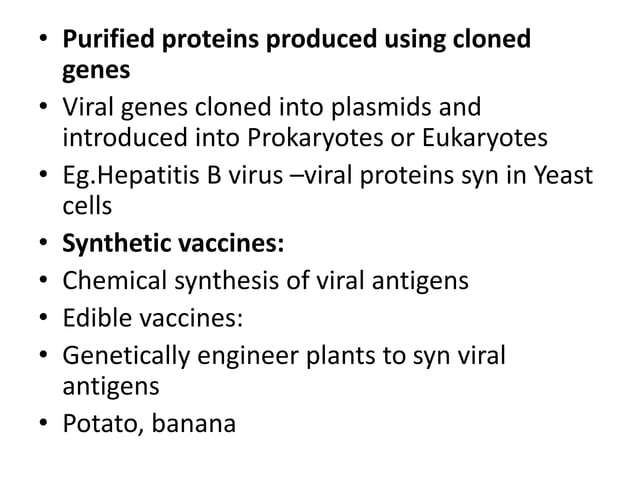 • Purified proteins produced using cloned
genes
• Viral genes cloned into plasmids and
introduced into Prokaryotes or Eukaryotes
• Eg.Hepatitis B virus –viral proteins syn in Yeast
cells
• Synthetic vaccines:
• Chemical synthesis of viral antigens
• Edible vaccines:
• Genetically engineer plants to syn viral
antigens
• Potato, banana